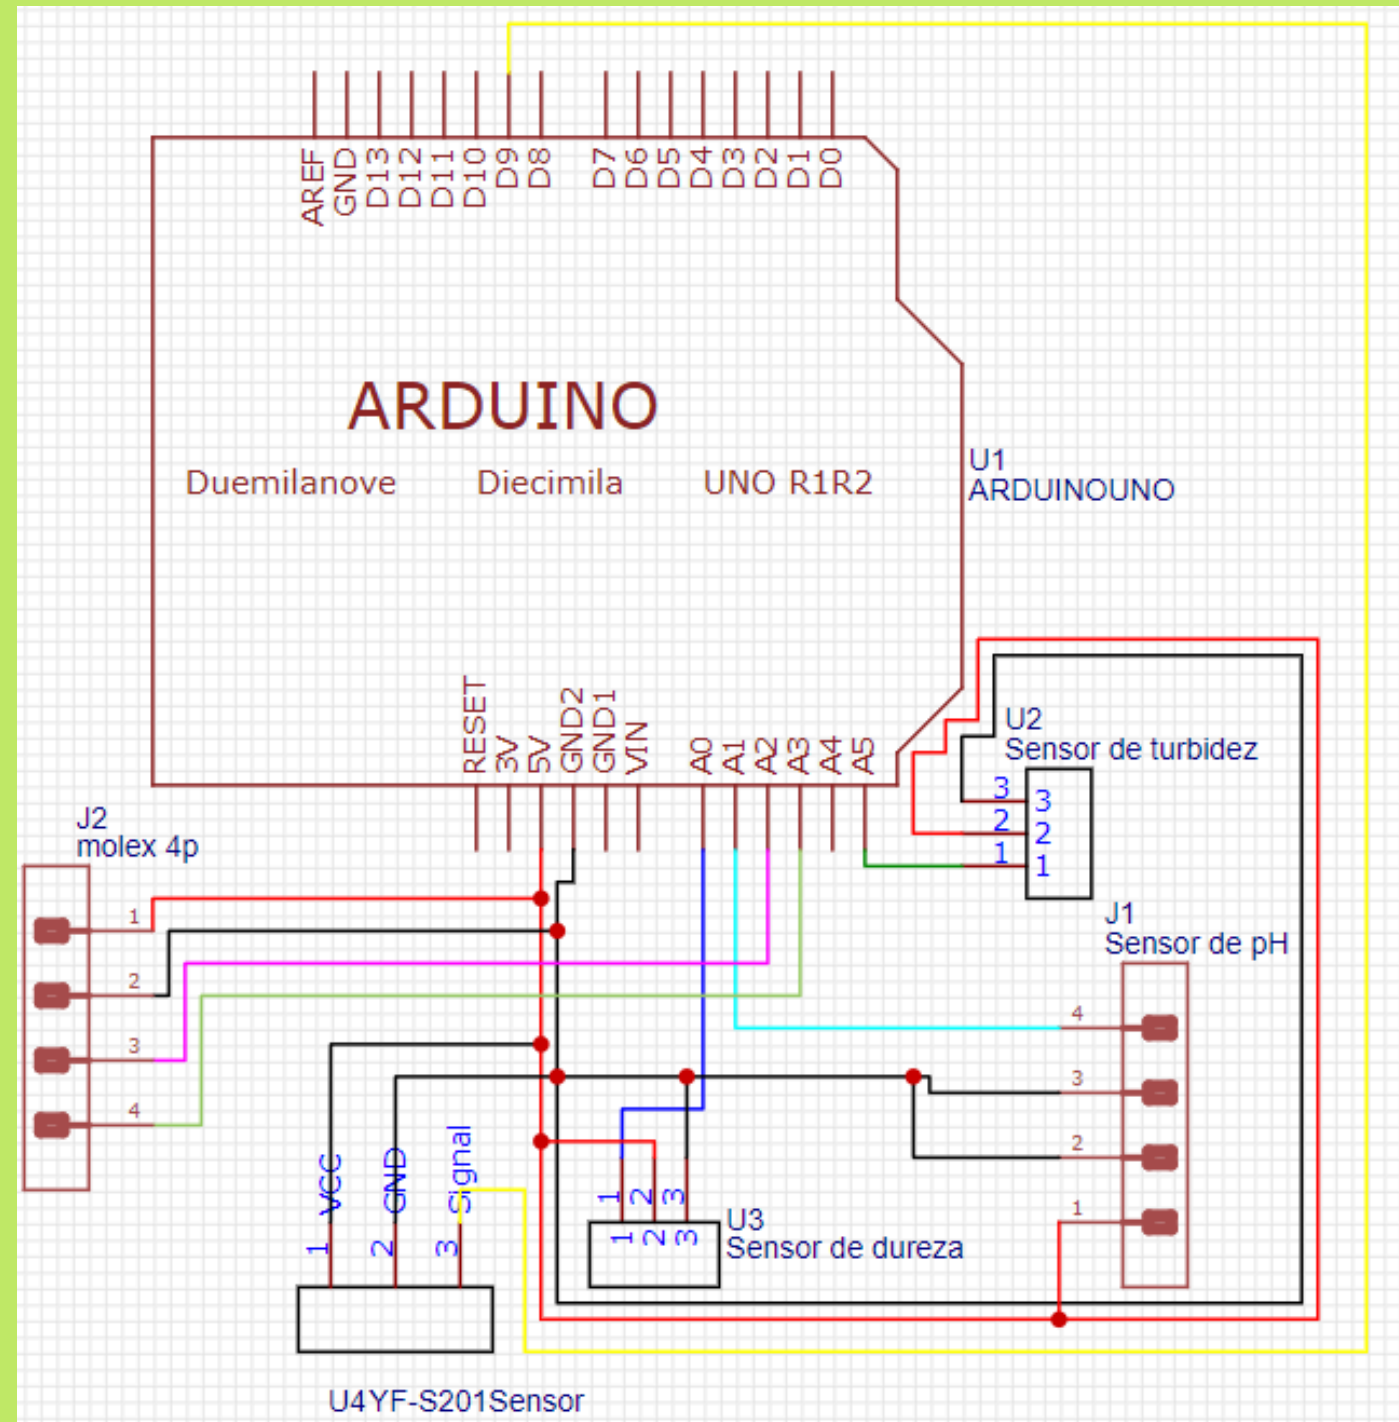 AREF
GND
D13
D12
D11
D10
D9
D8
D7
D6
D5
D4
D3
D2
D1
D0
ARDUINO
Duemilanove Diecimila UNO R1R2
U1
ARDUINOUNO
RESET
3V
5V
GND2
GND1
VIN
A0
A1
A2
A3
A4
A5
U2
Sensor de turbidez
3 3
2 2
1 1
J2
molex 4p
1
2
3
4
J1
Sensor de pH
4
3
2
1
VCC
GND
Signal
1
2
3
1
2
3
1
2
3
U3
Sensor de dureza
U4YF-S201Sensor